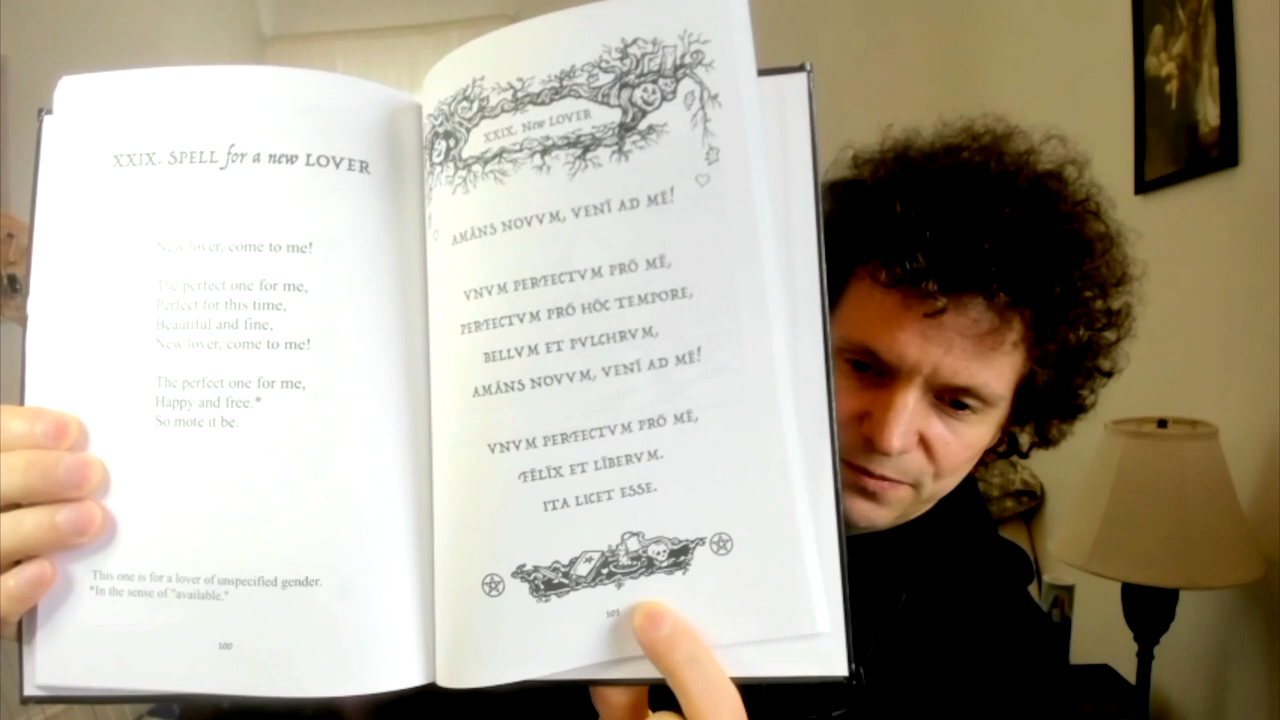 XXIX. SPELL for a new LOVER
New lover, come to me!
The perfect one for me,
Perfect for this time,
Beautiful and fine,
New lover, come to me!
The perfect one for me,
Happy and free.*
So mote it be.
This one is for a lover of unspecified gender.
*In the sense of "available."
100
XXIX. New LOVER
AMĀNS NOVVM, VENĪ AD MĒ!
VNVM PERFECTVM PRŌ MĒ,
PERFECTVM PRŌ HŌC TEMPORE,
BELLVM ET PVLCHRVM,
AMĀNS NOVVM, VENĪ AD MĒ!
VNVM PERFECTVM PRŌ MĒ,
FĒLĪX ET LĪBERVM.
ITA LICET ESSE.
101